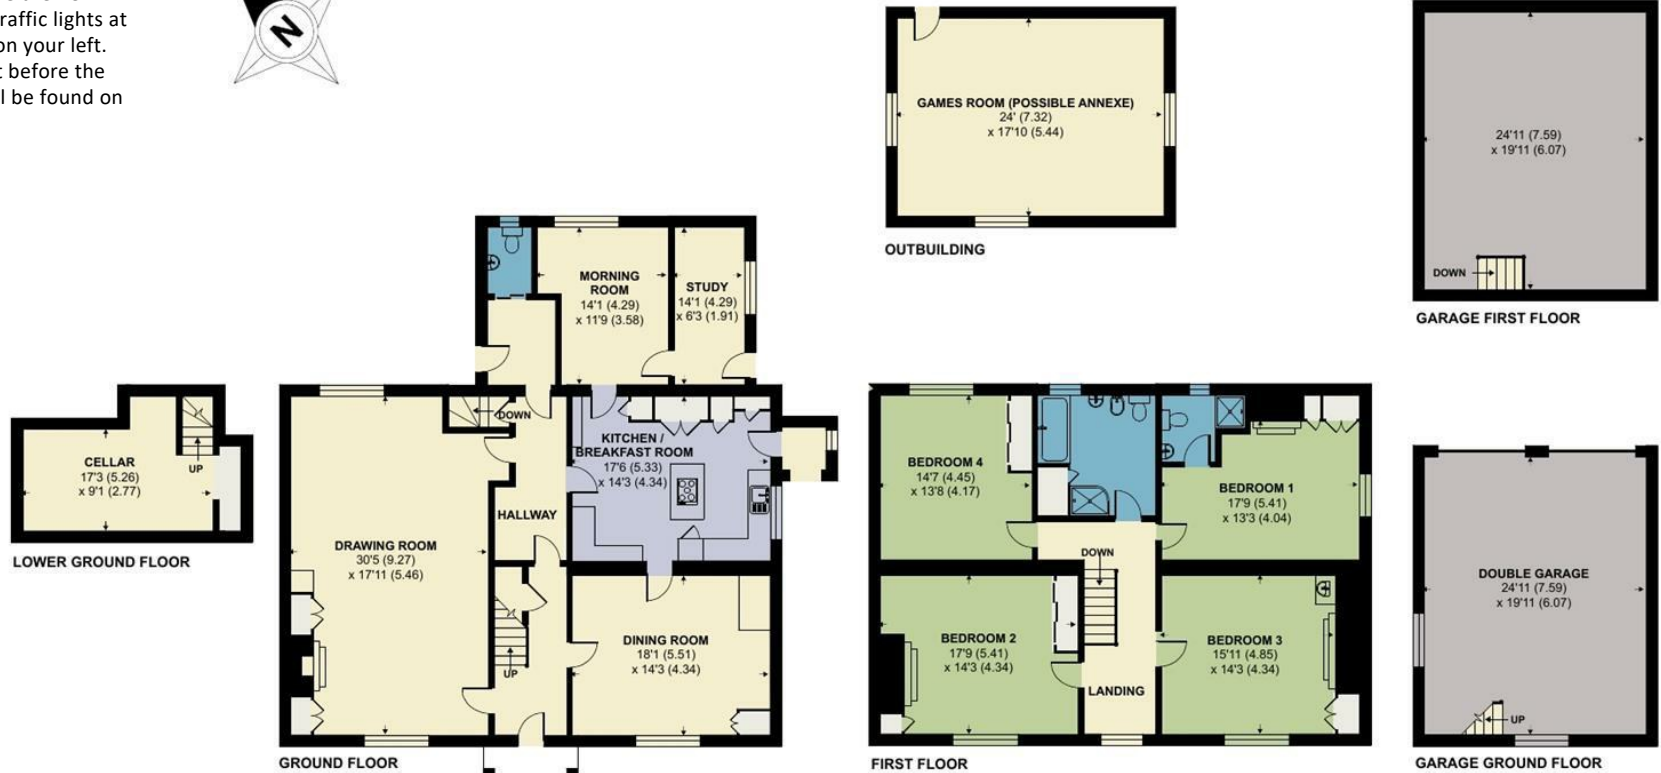 raffic lights at
on your left.
before the
l be found on
N
GAMES ROOM (POSSIBLE ANNEXE)
24' (7.32)
x 17'10 (5.44)
OUTBUILDING
24'11 (7.59)
x 19'11 (6.07)
DOWN
GARAGE FIRST FLOOR
MORNING
ROOM
14'1 (4.29)
x 11'9 (3.58)
STUDY
14'1 (4.29)
x 6'3 (1.91)
CELLAR
17'3 (5.26)
x 9'1 (2.77)
UP
LOWER GROUND FLOOR
DOWN
KITCHEN /
BREAKFAST ROOM
17'6 (5.33)
x 14'3 (4.34)
HALLWAY
DRAWING ROOM
30'5 (9.27)
x 17'11 (5.46)
UP
DINING ROOM
18'1 (5.51)
x 14'3 (4.34)
GROUND FLOOR
BEDROOM 4
14'7 (4.45)
x 13'8 (4.17)
BEDROOM 1
17'9 (5.41)
x 13'3 (4.04)
DOWN
BEDROOM 2
17'9 (5.41)
x 14'3 (4.34)
BEDROOM 3
15'11 (4.85)
x 14'3 (4.34)
LANDING
FIRST FLOOR
DOUBLE GARAGE
24'11 (7.59)
x 19'11 (6.07)
UP
GARAGE GROUND FLOOR